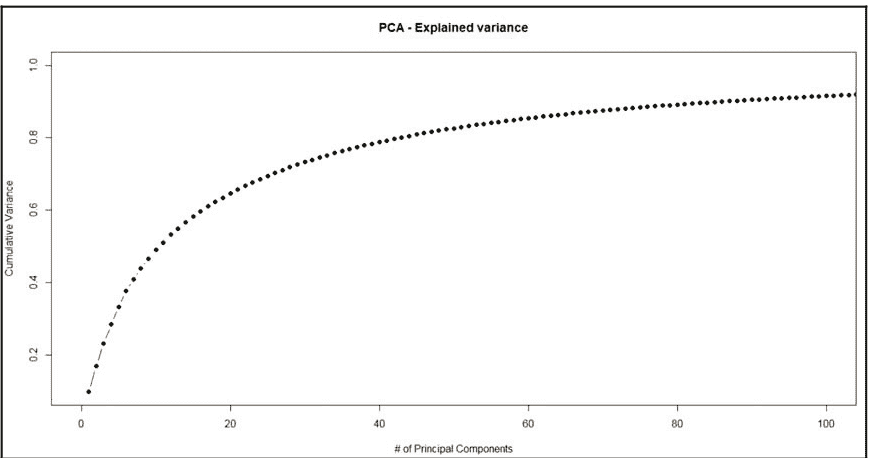 PCA - Explained variance
1.0
0.8
0.6
0.4
0.2
Cumulative Variance
0 20 40 60 80 100
# of Principal Components